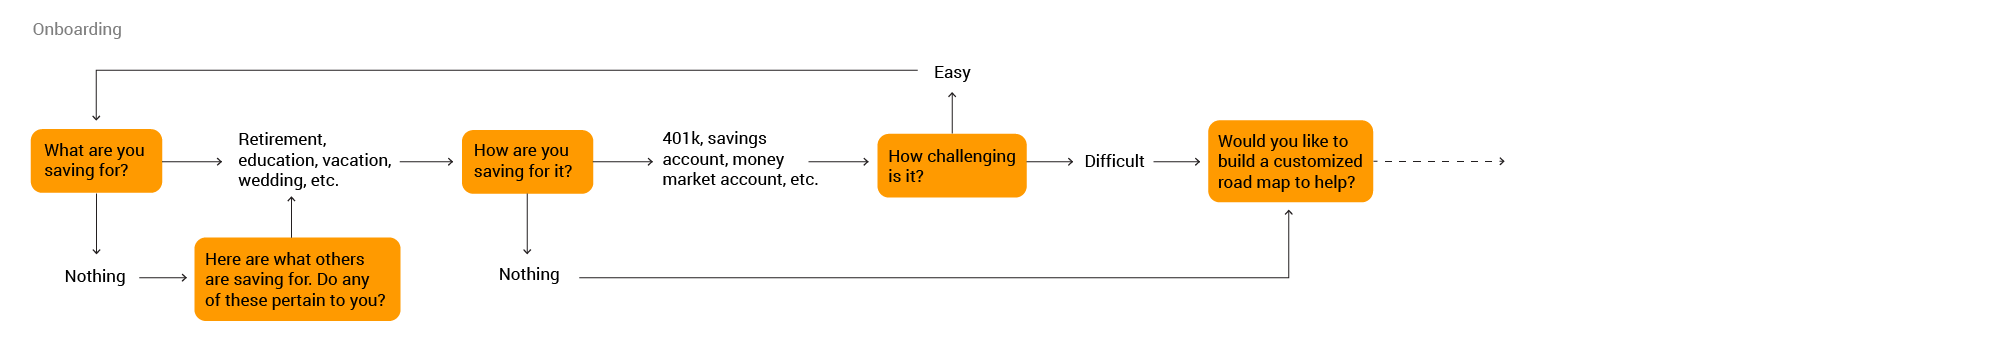 Onboarding
Easy
What are you
saving for?
Retirement,
education, vacation,
wedding, etc.
How are you
saving for it?
401k, savings
account, money
market account, etc.
How challenging
is it?
Difficult
Would you like to
build a customized
road map to help?
Nothing
Here are what others
are saving for. Do any
of these pertain to you?
Nothing